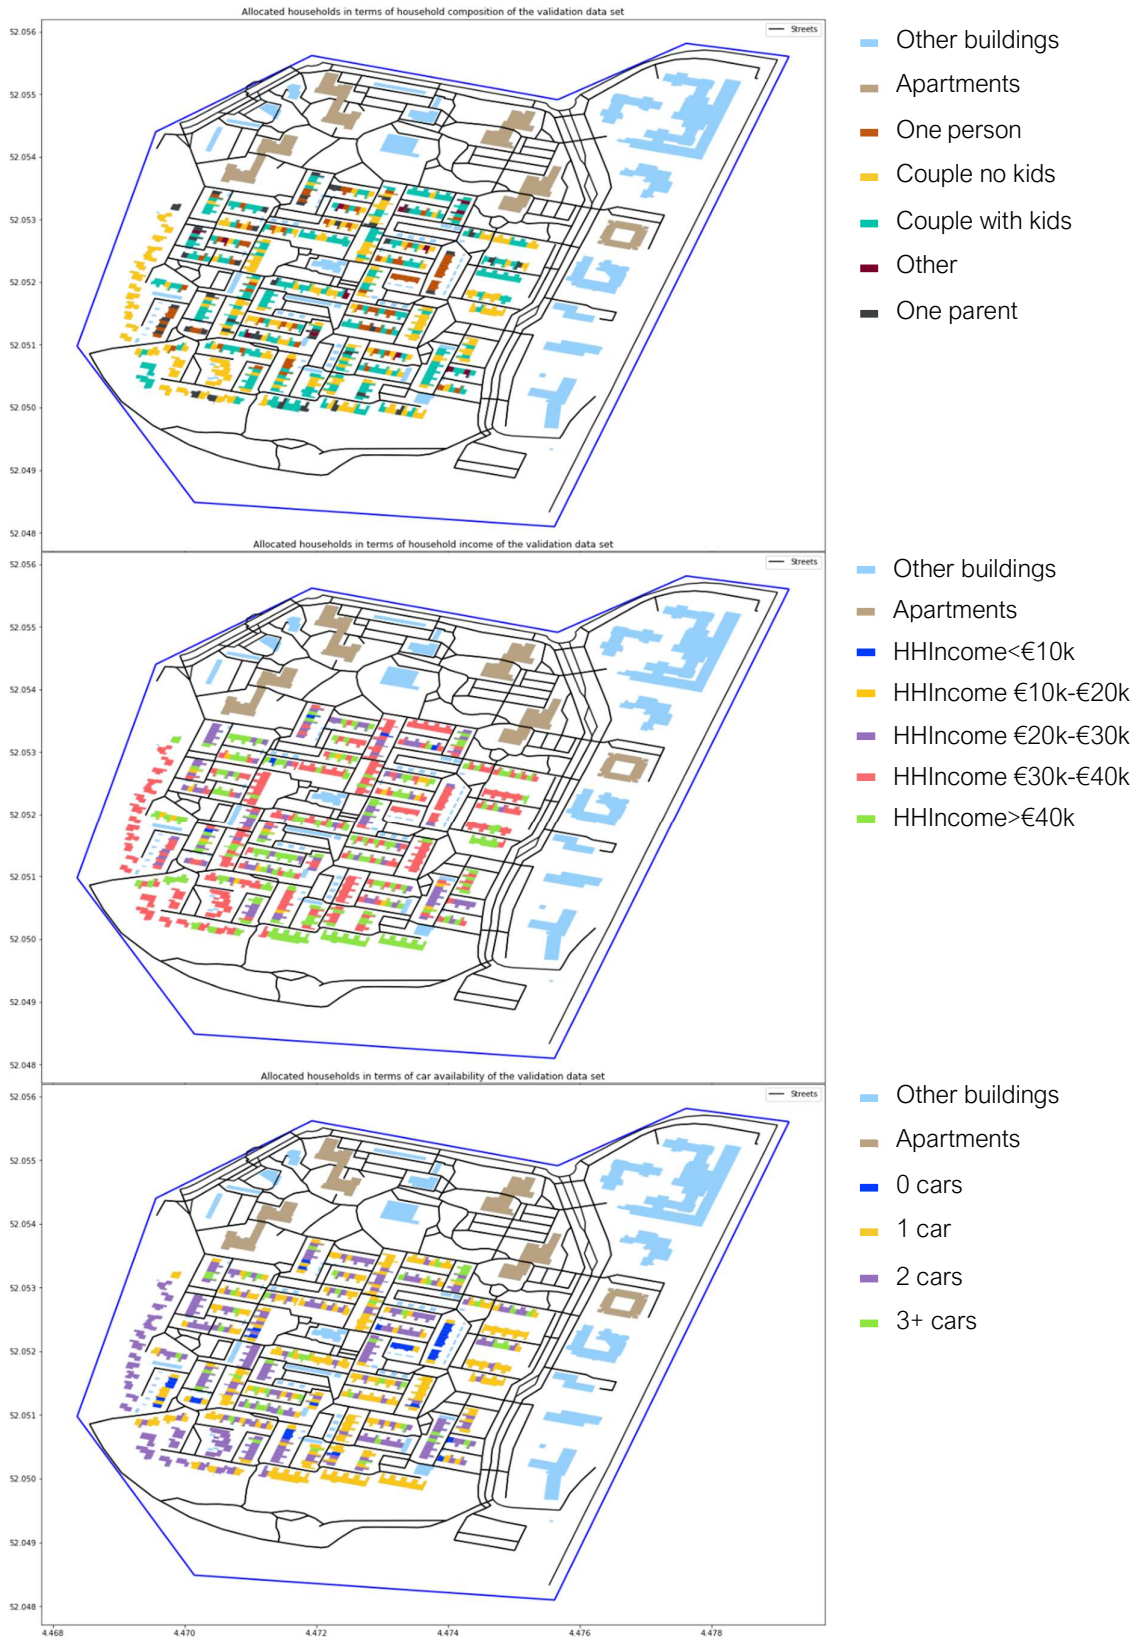 Allocated households in terms of household composition of the validation data set
Streets
52.056
52.055
52.054
52.053
52.052
52.051
52.050
52.049
52.048
Other buildings
Apartments
One person
Couple no kids
Couple with kids
Other
One parent
Allocated households in terms of household income of the validation data set
Streets
52.056
52.055
52.054
52.053
52.052
52.051
52.050
52.049
52.048
Other buildings
Apartments
HHIncome<€10k
HHIncome €10k-€20k
HHIncome €20k-€30k
HHIncome €30k-€40k
HHIncome>€40k
Allocated households in terms of car availability of the validation data set
Streets
52.056
52.055
52.054
52.053
52.052
52.051
52.050
52.049
52.048
4.468 4.470 4.472 4.474 4.476 4.478
Other buildings
Apartments
0 cars
1 car
2 cars
3+ cars